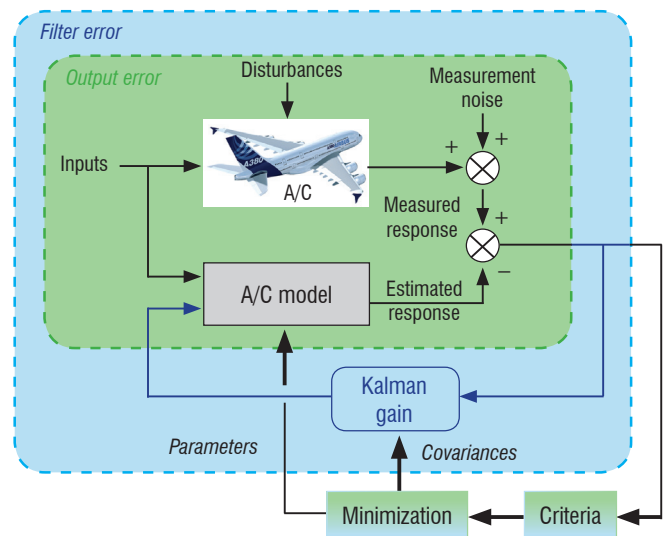 Filter error
Output error
Disturbances
Measurement
noise
Inputs
A380
A/C
+
+
Measured
response
+
A/C model
Estimated
response
−
Kalman
gain
Parameters
Covariances
Minimization
Criteria